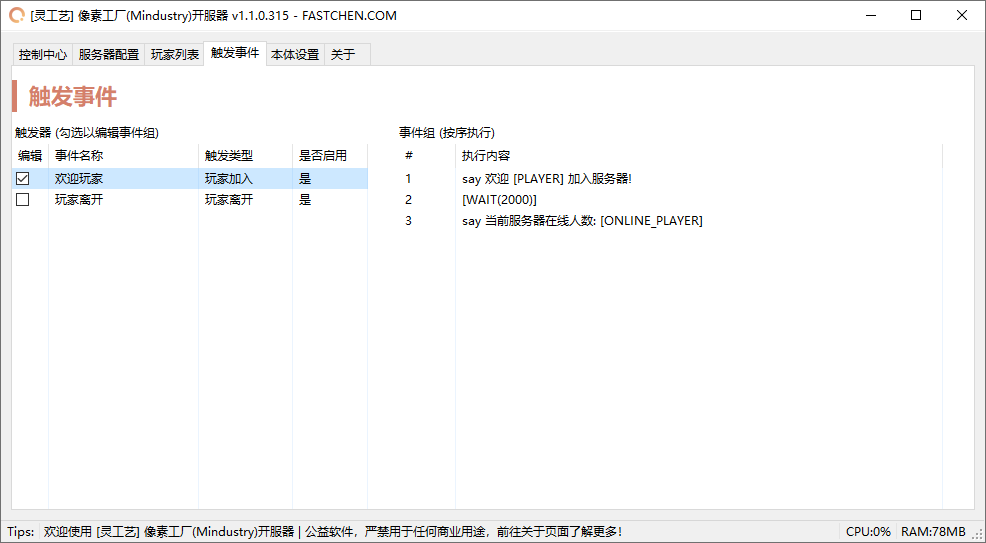 [灵工艺] 像素工厂(Mindustry)开服器 v1.1.0.315 - FASTCHEN.COM
控制中心 服务器配置 玩家列表 触发事件 本体设置 关于
触发事件
触发器 (勾选以编辑事件组)
编辑 事件名称 触发类型 是否启用
欢迎玩家 玩家加入 是
玩家离开 玩家离开 是
事件组 (按序执行)
# 执行内容
1 say 欢迎 [PLAYER] 加入服务器!
2 [WAIT(2000)]
3 say 当前服务器在线人数: [ONLINE_PLAYER]
Tips: 欢迎使用 [灵工艺] 像素工厂(Mindustry)开服器 | 公益软件，严禁用于任何商业用途，前往关于页面了解更多! CPU:0% RAM:78MB